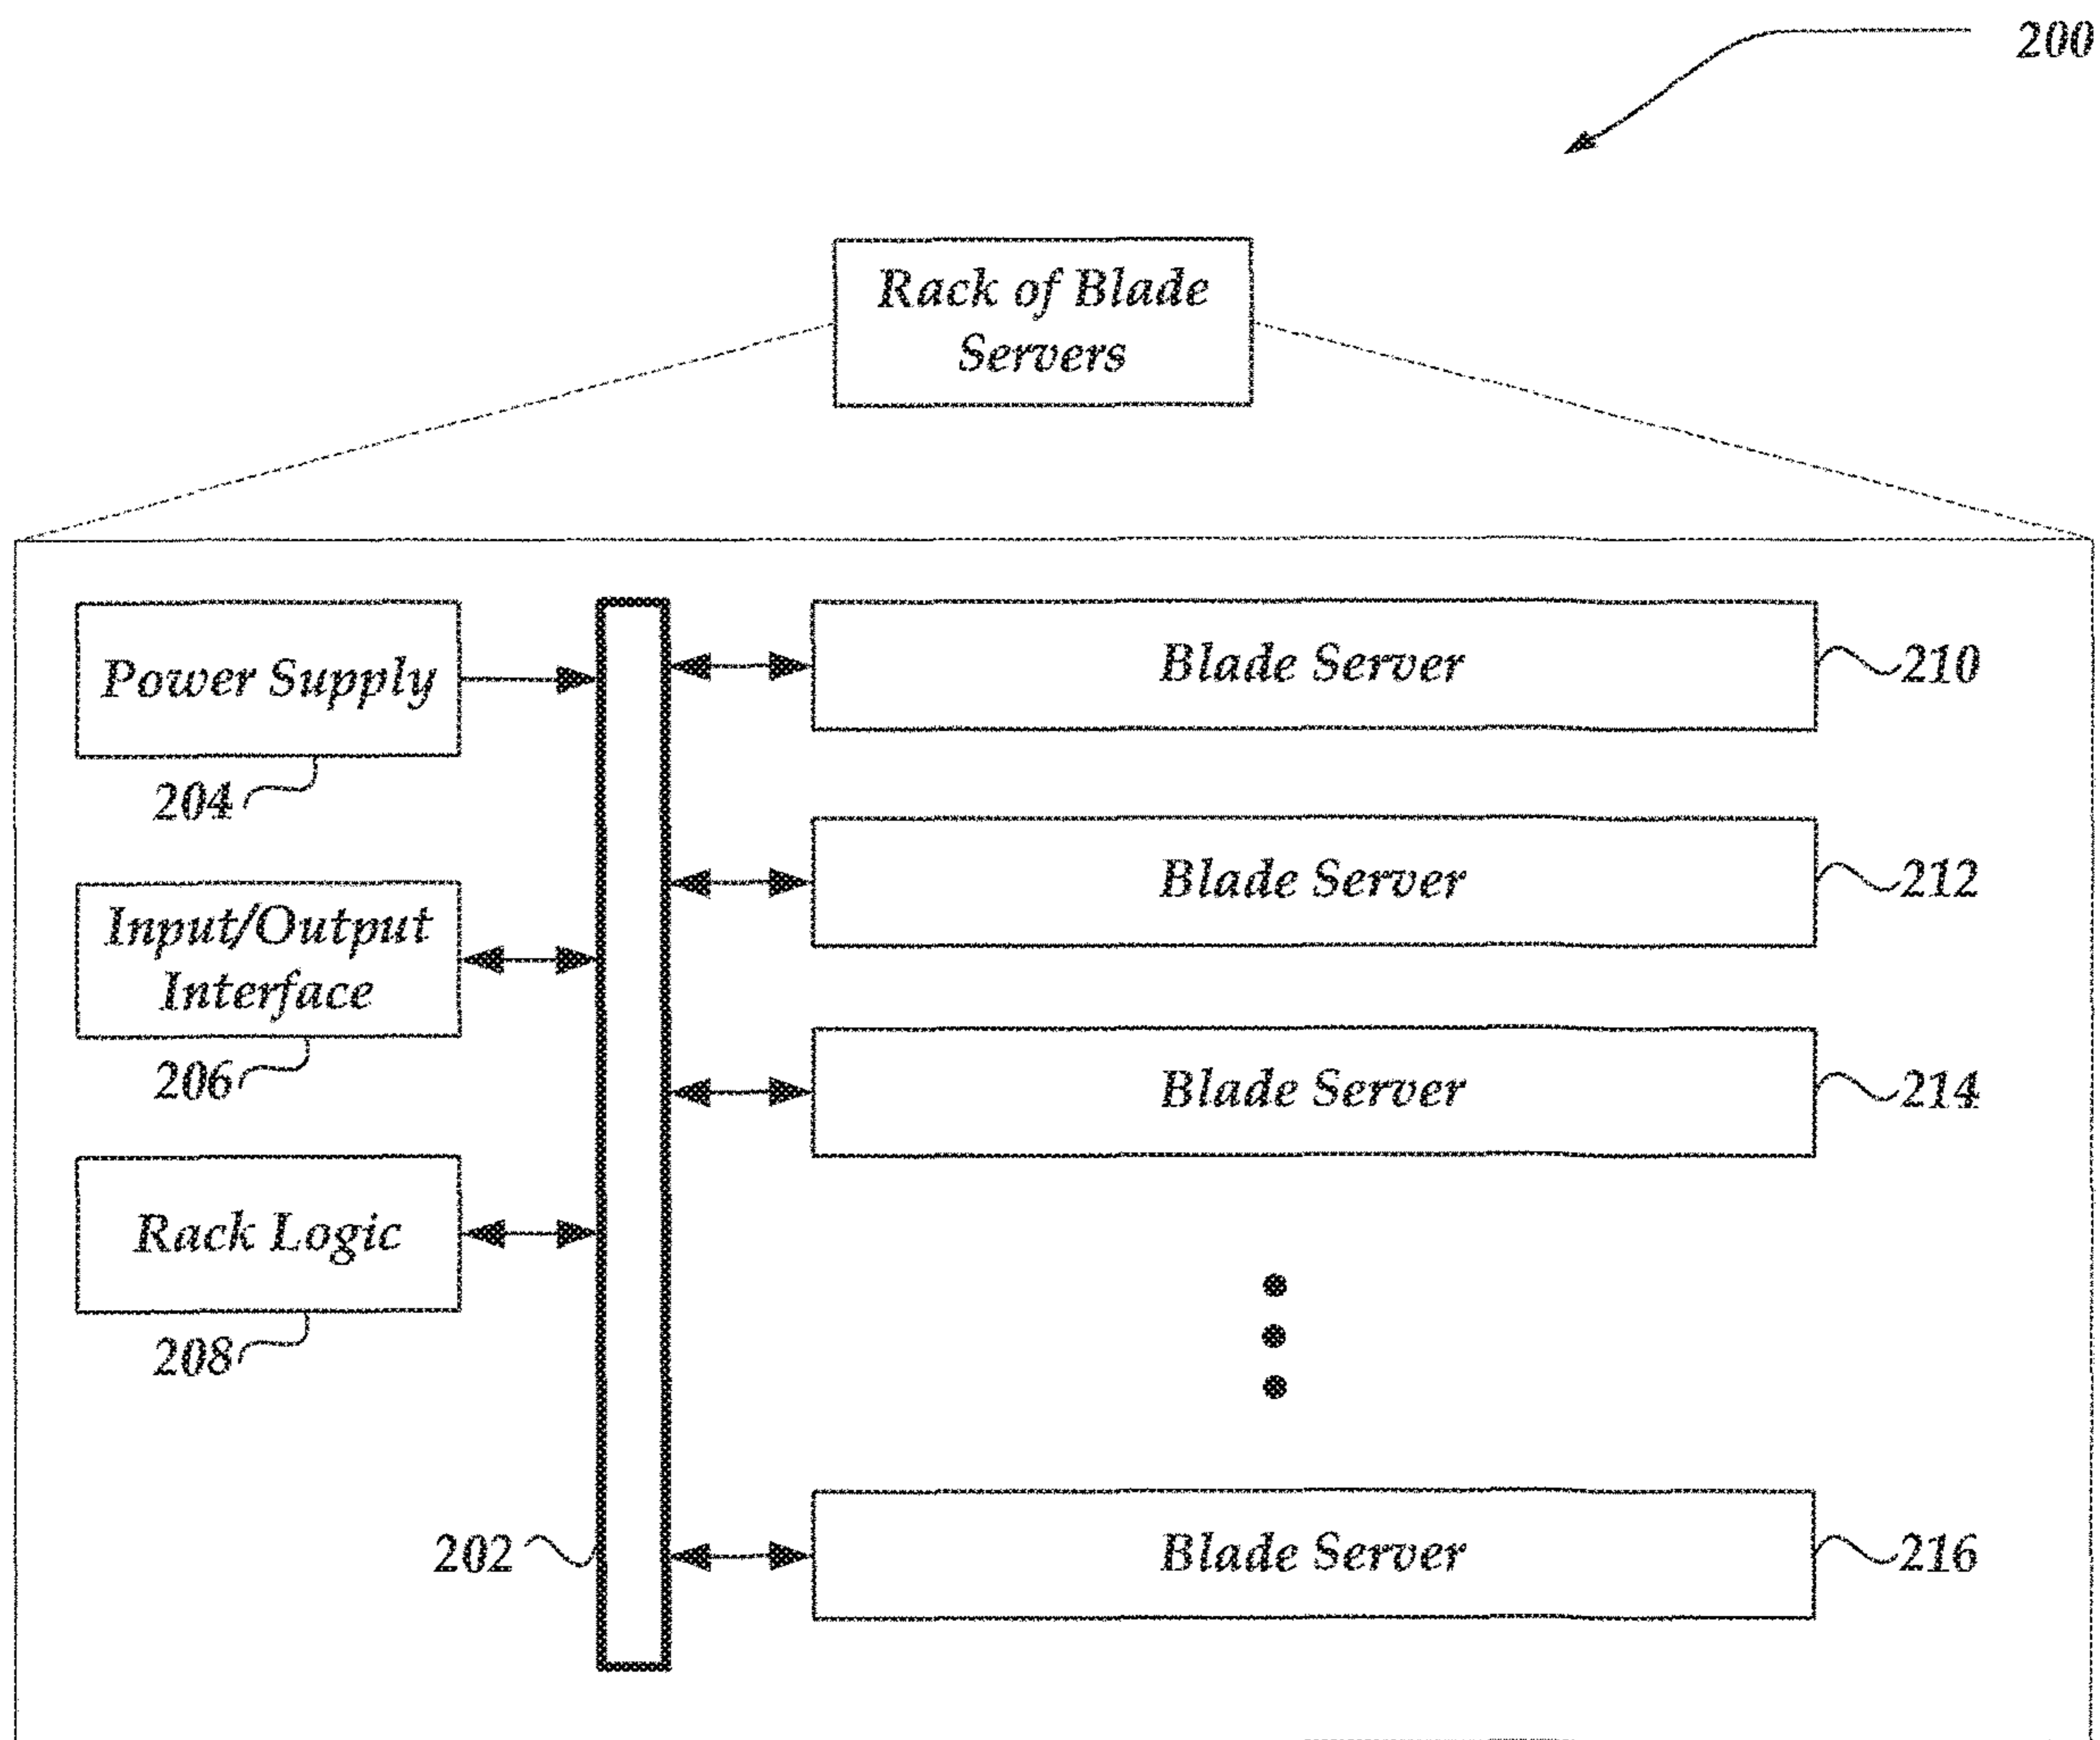 200
Rack of Blade
Servers
Power Supply
204
Input/Output
Interface
206
Rack Logic
208
202
Blade Server
210
Blade Server
212
Blade Server
214
Blade Server
216